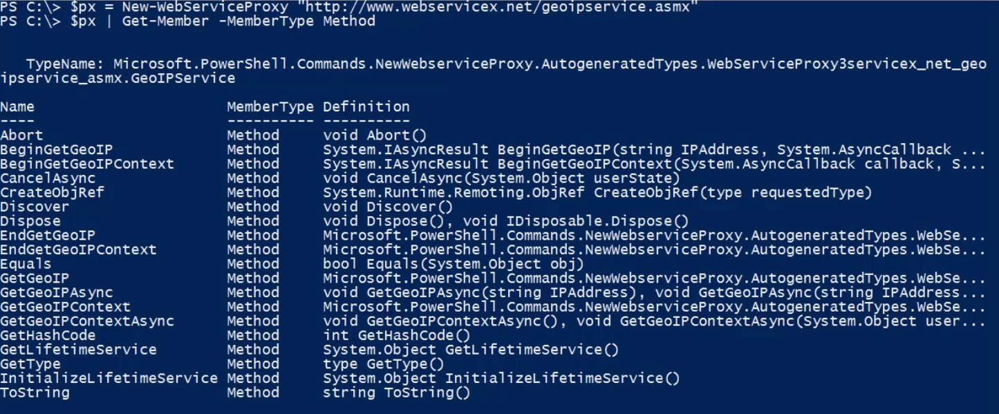 PS C:\> $px = New-WebServiceProxy "http://www.webservicex.net/geoipservice.asmx"
PS C:\> $px | Get-Member -MemberType Method
TypeName: Microsoft.PowerShell.Commands.NewWebserviceProxy.AutogeneratedTypes.WebServiceProxy3servicex_net_geo
ipservice_asmx.GeoIPService
Name MemberType Definition
---- ---------- ----------
Abort Method void Abort()
BeginGetGeoIP Method System.IAsyncResult BeginGetGeoIP(string IPAddress, System.AsyncCallback ...
BeginGetGeoIPContext Method System.IAsyncResult BeginGetGeoIPContext(System.AsyncCallback callback, S...
CancelAsync Method void CancelAsync(System.Object userState)
CreateObjRef Method System.Runtime.Remoting.ObjRef CreateObjRef(type requestedType)
Discover Method void Discover()
Dispose Method void Dispose(), void IDisposable.Dispose()
EndGetGeoIP Method Microsoft.PowerShell.Commands.NewWebserviceProxy.AutogeneratedTypes.WebSe...
EndGetGeoIPContext Method Microsoft.PowerShell.Commands.NewWebserviceProxy.AutogeneratedTypes.WebSe...
Equals Method bool Equals(System.Object obj)
GetGeoIP Method Microsoft.PowerShell.Commands.NewWebserviceProxy.AutogeneratedTypes.WebSe...
GetGeoIPAsync Method void GetGeoIPAsync(string IPAddress), void GetGeoIPAsync(string IPAddress...
GetGeoIPContext Method Microsoft.PowerShell.Commands.NewWebserviceProxy.AutogeneratedTypes.WebSe...
GetGeoIPContextAsync Method void GetGeoIPContextAsync(), void GetGeoIPContextAsync(System.Object user...
GetHashCode Method int GetHashCode()
GetLifetimeService Method System.Object GetLifetimeService()
GetType Method type GetType()
InitializeLifetimeService Method System.Object InitializeLifetimeService()
ToString Method string ToString()